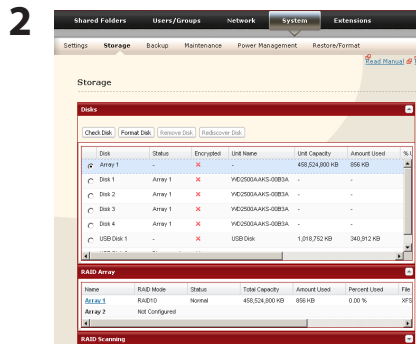 2
Shared Folders Users/Groups Network System Extensions
Settings Storage Backup Maintenance Power Management Restore/Format
Read Manual
Storage
Disks
Check Disk Format Disk Remove Disk Rediscover Disk
Disk Status Encrypted Unit Name Unit Capacity Amount Used
Array 1 - - 458,524,800 KB 856 KB
Disk 1 Array 1 WD2500AAKS-00B3A - -
Disk 2 Array 1 WD2500AAKS-00B3A - -
Disk 3 Array 1 WD2500AAKS-00B3A - -
Disk 4 Array 1 WD2500AAKS-00B3A - -
USB Disk 1 - USB Disk 1,018,752 KB 340,912 KB
RAID Array
Name RAID Mode Status Total Capacity Amount Used Percent Used File
Array 1 RAID10 Normal 458,524,800 KB 856 KB 0.00 % XFS
Array 2 Not Configured
RAID Scanning